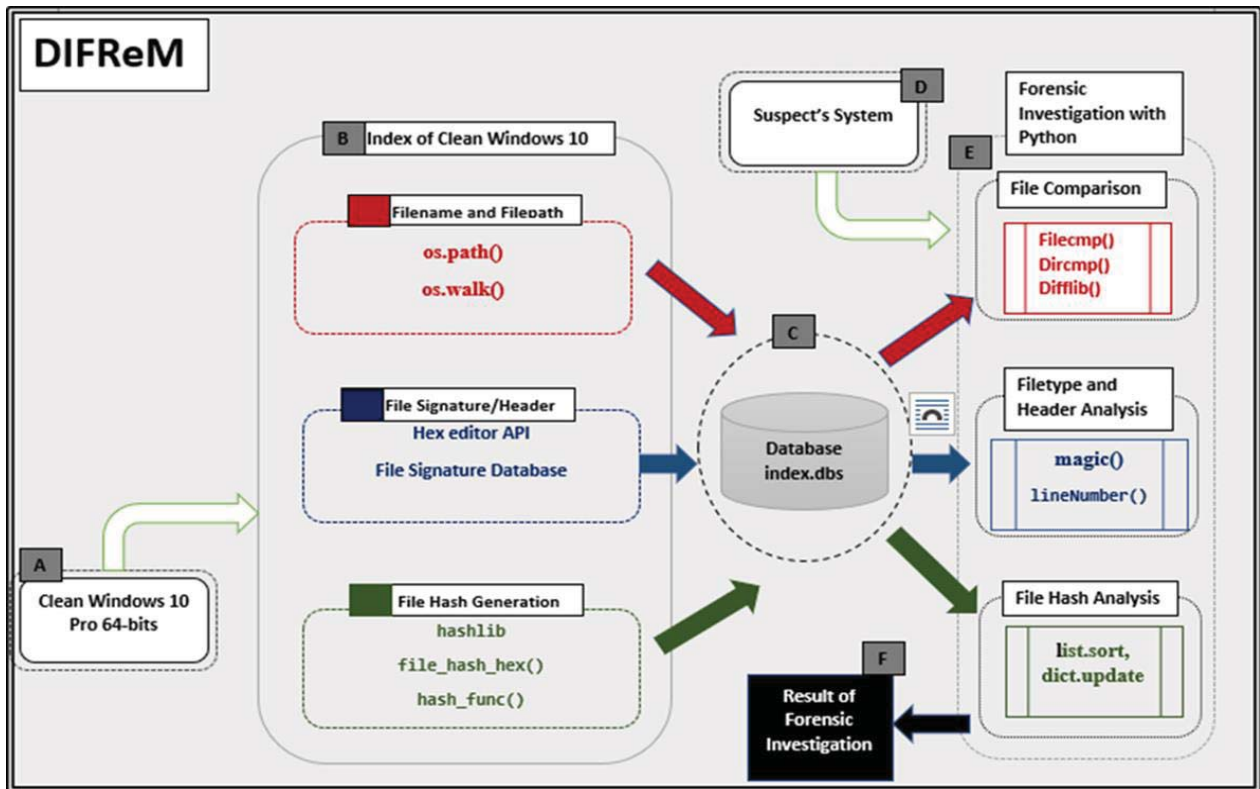 DIFReM
A
Clean Windows 10
Pro 64-bits
B
Index of Clean Windows 10
Filename and Filepath
os.path()
os.walk()
File Signature/Header
Hex editor API
File Signature Database
File Hash Generation
hashlib
file_hash_hex()
hash_func()
C
Database
index.dbs
D
Suspect's System
E
Forensic
Investigation with
Python
File Comparison
Filecmp()
Dircmp()
Difflib()
Filetype and
Header Analysis
magic()
lineNumber()
File Hash Analysis
list.sort,
dict.update
F
Result of
Forensic
Investigation